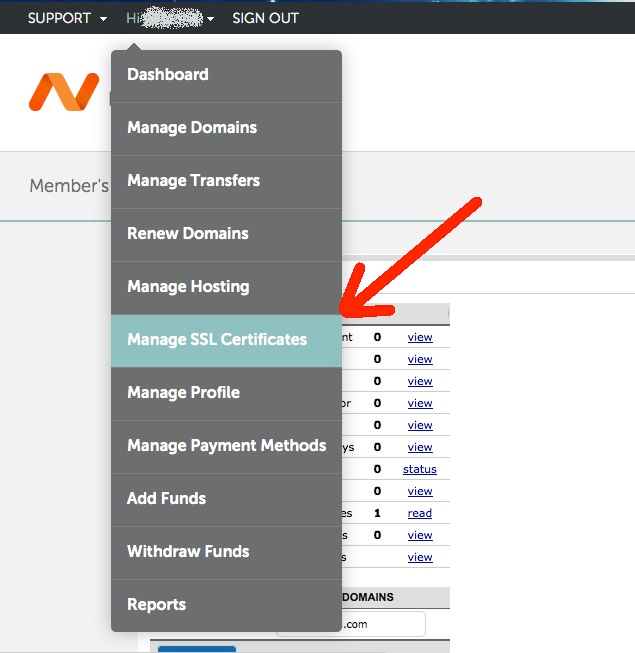 SUPPORT Hi SIGN OUT
Dashboard
Manage Domains
Manage Transfers
Member's
Renew Domains
Manage Hosting
Manage SSL Certificates
nt 0 view
0 view
0 view
Manage Profile
or 0 view
0 view
Manage Payment Methods
ys 0 view
0 status
Add Funds
0 view
es 1 read
s 0 view
Withdraw Funds
s view
Reports
DOMAINS
.com